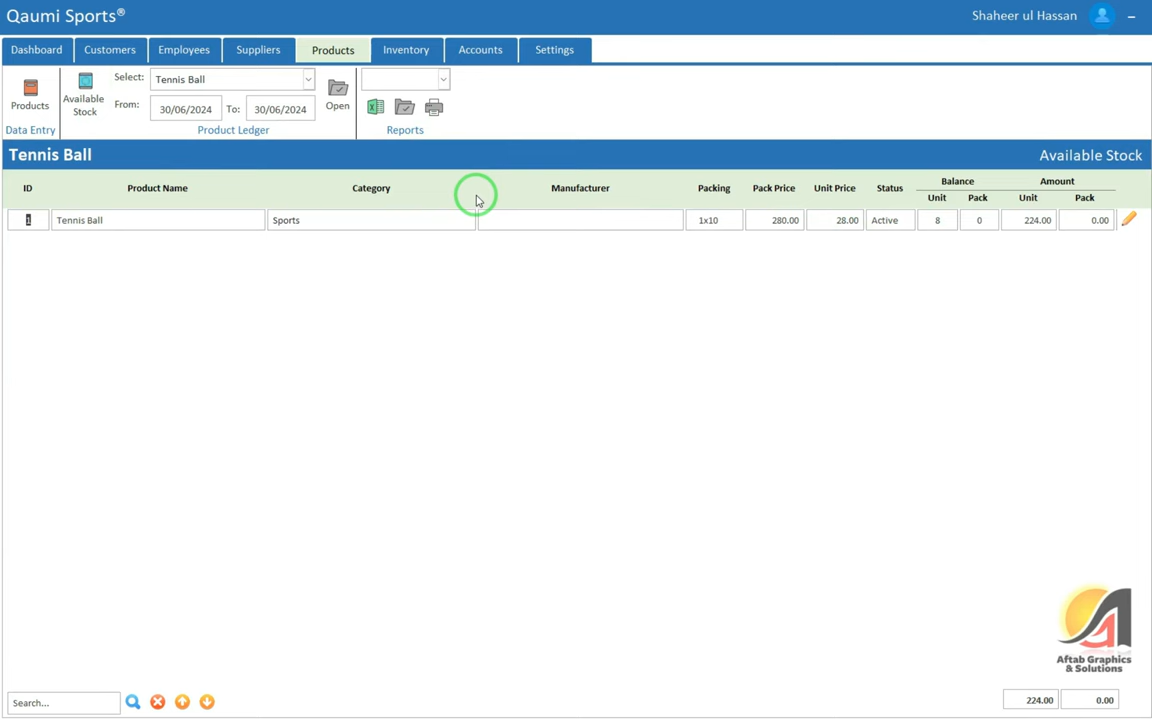 Qaumi Sports® Shaheer ul Hassan
Dashboard Customers Employees Suppliers Products Inventory Accounts Settings
Products Available Stock Select: Tennis Ball Open
From: 30/06/2024 To: 30/06/2024
Data Entry Product Ledger Reports
Tennis Ball Available Stock
ID Product Name Category Manufacturer Packing Pack Price Unit Price Status Balance Amount
Unit Pack Unit Pack
1 Tennis Ball Sports 1x10 280.00 28.00 Active 8 0 224.00 0.00
Aftab Graphics
& Solutions
Search... 224.00 0.00